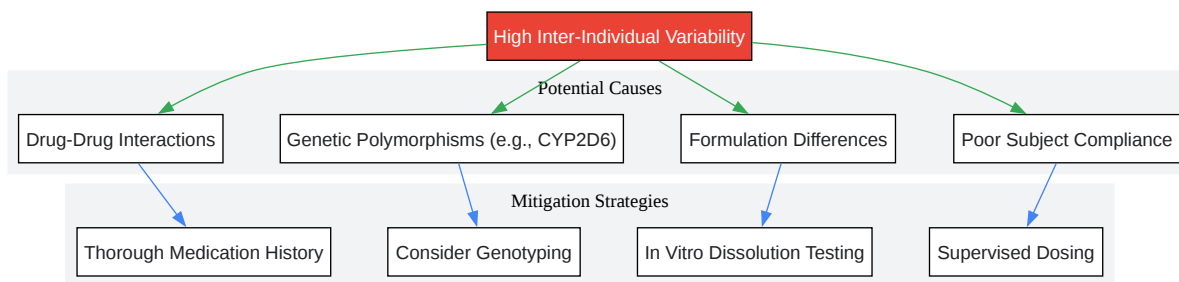 High Inter-Individual Variability
Potential Causes
Drug-Drug Interactions
Genetic Polymorphisms (e.g., CYP2D6)
Formulation Differences
Poor Subject Compliance
Mitigation Strategies
Thorough Medication History
Consider Genotyping
In Vitro Dissolution Testing
Supervised Dosing